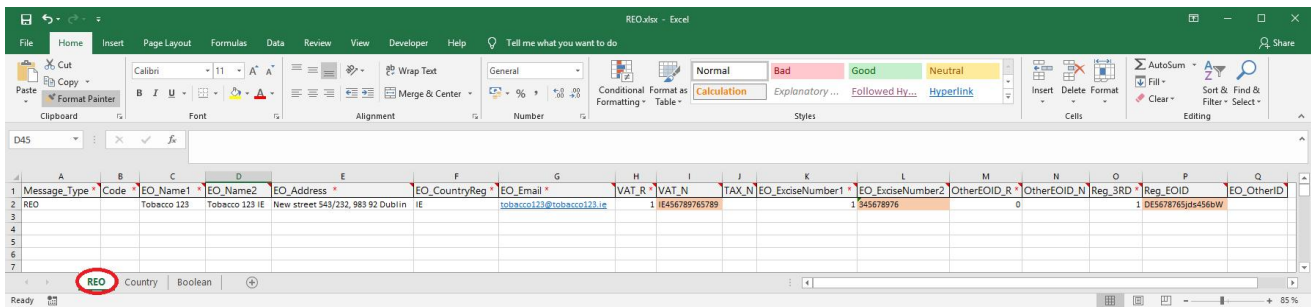 REO.xlsx - Excel
File Home Insert Page Layout Formulas Data Review View Developer Help Tell me what you want to do Share
Paste Cut Copy Format Painter Clipboard
Calibri 11 A A B I U A Font
Wrap Text Merge & Center Alignment
General % , Number
Conditional Formatting Format as Table Normal Bad Good Neutral Calculation Explanatory ... Followed Hy... Hyperlink Styles
Insert Delete Format Cells
AutoSum Fill Clear Sort & Filter Find & Select Editing
D45 fx
A B C D E F G H I J K L M N O P Q
1 Message_Type * Code * EO_Name1 * EO_Name2 EO_Address * EO_CountryReg * EO_Email * VAT_R * VAT_N TAX_N EO_ExciseNumber1 * EO_ExciseNumber2 OtherEOID_R * OtherEOID_N Reg_3RD * Reg_EOID EO_OtherID
2 REO Tobacco 123 Tobacco 123 IE New street 543/232, 983 92 Dublin IE tobacco123@tobacco123.ie 1 IE456789765789 1 345678976 0 1 DE5678765jds456bW
3
4
5
6
7
REO Country Boolean
Ready 85 %